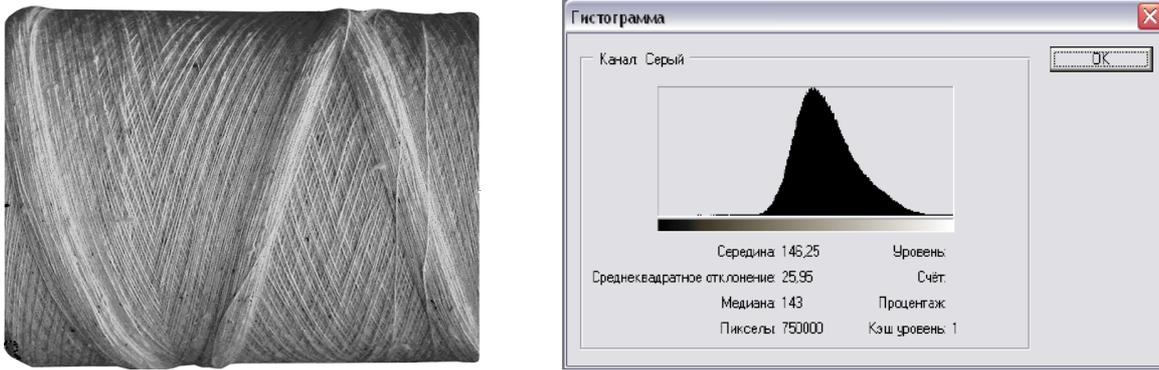 Гистограмма
Канал: Серый
OK
Середина: 146,25 Уровень:
Среднеквадратное отклонение: 25,95 Счёт:
Медиана: 143 Процентаж:
Пикселы: 750000 Кэш уровень: 1